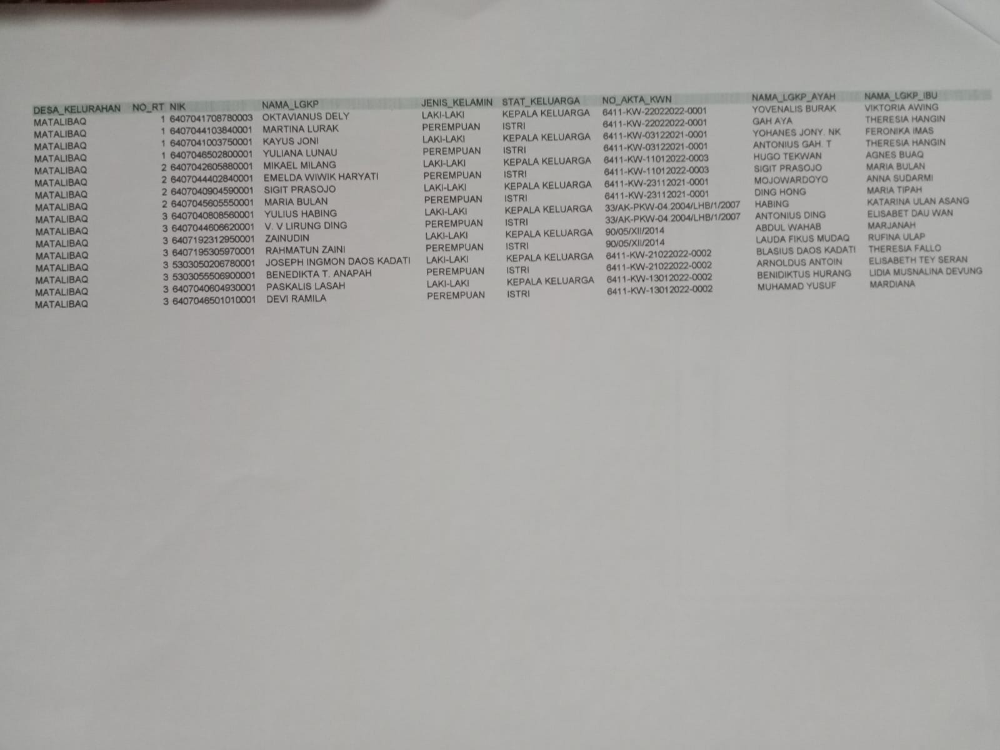 DESA_KELURAHAN NO_RT NIK NAMA_LGKP JENIS_KELAMIN STAT_KELUARGA NO_AKTA_KWN NAMA_LGKP_AYAH NAMA_LGKP_IBU
MATALIBAQ 1 6407041708780003 OKTAVIANUS DELY LAKI-LAKI KEPALA KELUARGA 6411-KW-22022022-0001 YOVENALIS BURAK VIKTORIA AWING
MATALIBAQ 1 6407044103840001 MARTINA LURAK PEREMPUAN ISTRI 6411-KW-22022022-0001 GAH AYA THERESIA HANGIN
MATALIBAQ 1 6407041003750001 KAYUS JONI LAKI-LAKI KEPALA KELUARGA 6411-KW-03122021-0001 YOHANES JONY. NK FERONIKA IMAS
MATALIBAQ 1 6407046502800001 YULIANA LUNAU PEREMPUAN ISTRI 6411-KW-03122021-0001 ANTONIUS GAH. T THERESIA HANGIN
MATALIBAQ 2 6407042605880001 MIKAEL MILANG LAKI-LAKI KEPALA KELUARGA 6411-KW-11012022-0003 HUGO TEKWAN AGNES BUAQ
MATALIBAQ 2 6407044402840001 EMELDA WIWIK HARYATI PEREMPUAN ISTRI 6411-KW-11012022-0003 SIGIT PRASOJO MARIA BULAN
MATALIBAQ 2 6407040904590001 SIGIT PRASOJO LAKI-LAKI KEPALA KELUARGA 6411-KW-23112021-0001 MOJOWARDOYO ANNA SUDARMI
MATALIBAQ 2 6407045605550001 MARIA BULAN PEREMPUAN ISTRI 6411-KW-23112021-0001 DING HONG MARIA TIPAH
MATALIBAQ 3 6407040808560001 YULIUS HABING LAKI-LAKI KEPALA KELUARGA 33/AK-PKW-04.2004/LHB/1/2007 HABING KATARINA ULAN ASANG
MATALIBAQ 3 6407044606620001 V. V LIRUNG DING PEREMPUAN ISTRI 33/AK-PKW-04.2004/LHB/1/2007 ANTONIUS DING ELISABET DAU WAN
MATALIBAQ 3 6407192312950001 ZAINUDIN LAKI-LAKI KEPALA KELUARGA 90/05/XII/2014 ABDUL WAHAB MARJANAH
MATALIBAQ 3 6407195305970001 RAHMATUN ZAINI PEREMPUAN ISTRI 90/05/XII/2014 LAUDA FIKUS MUDAQ RUFINA ULAP
MATALIBAQ 3 5303050206780001 JOSEPH INGMON DAOS KADATI LAKI-LAKI KEPALA KELUARGA 6411-KW-21022022-0002 BLASIUS DAOS KADATI THERESIA FALLO
MATALIBAQ 3 5303055506900001 BENEDIKTA T. ANAPAH PEREMPUAN ISTRI 6411-KW-21022022-0002 ARNOLDUS ANTOIN ELISABETH TEY SERAN
MATALIBAQ 3 6407040604930001 PASKALIS LASAH LAKI-LAKI KEPALA KELUARGA 6411-KW-13012022-0002 BENIDIKTUS HURANG LIDIA MUSNALINA DEVUNG
MATALIBAQ 3 6407046501010001 DEVI RAMILA PEREMPUAN ISTRI 6411-KW-13012022-0002 MUHAMAD YUSUF MARDIANA